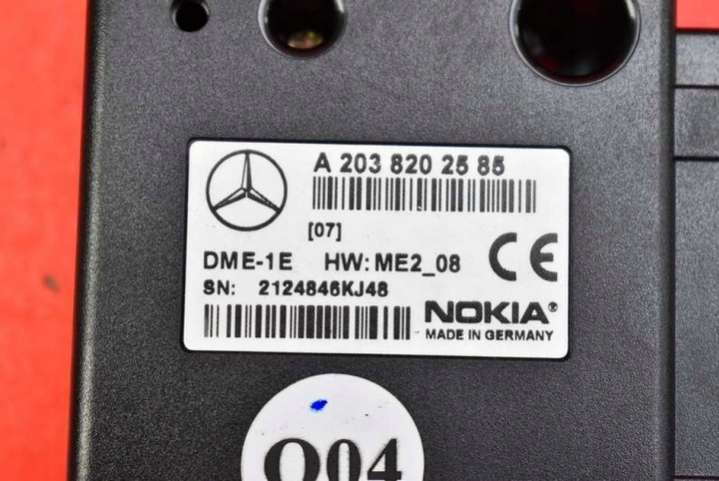 A 203 820 25 85
[07]
DME-1E HW: ME2_08
CE
SN: 2124846KJ48
NOKIA®
MADE IN GERMANY
Q04